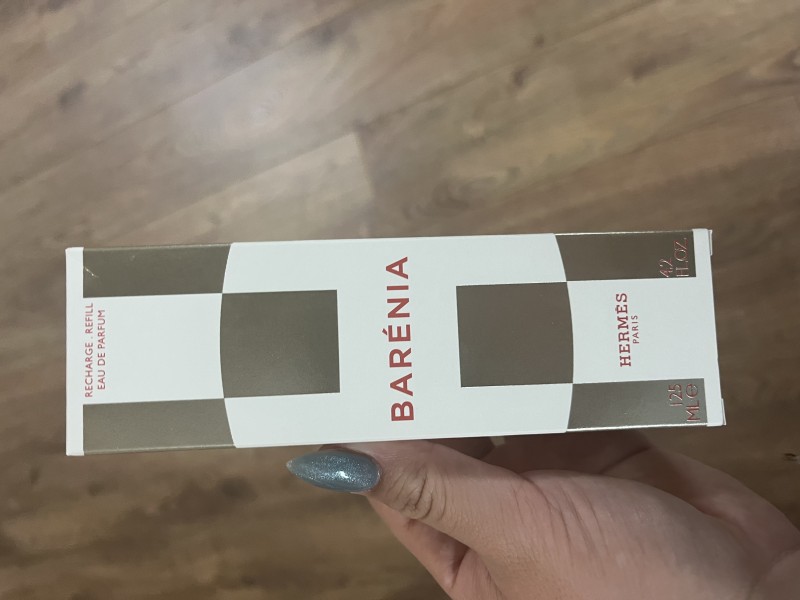 RECHARGE . REFILL
EAU DE PARFUM
BARÉNIA
HERMÈS
PARIS
4.2
FL.OZ.
125
ML ℮